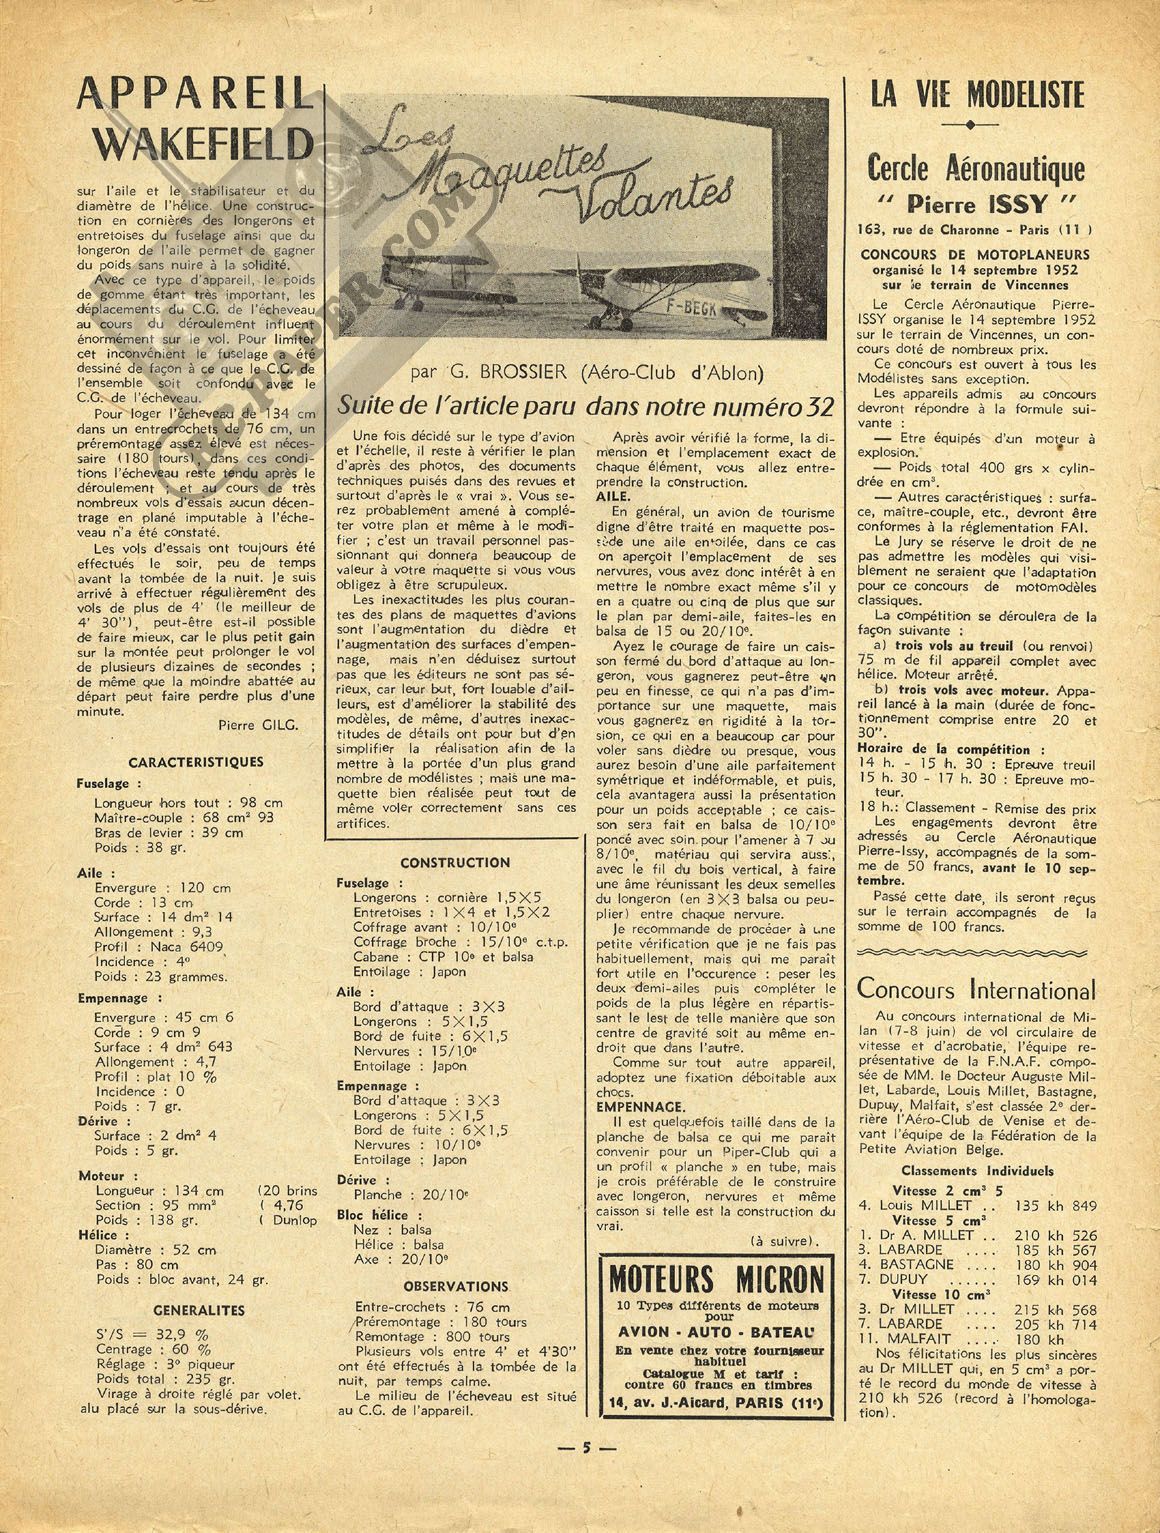 APPAREIL
WAKEFIELD
sur l'aile et le stabilisateur et du
diamètre de l'hélice. Une construc-
tion en cornières des longerons et
entretoises du fuselage ainsi que du
longeron de l'aile permet de gagner
du poids sans nuire à la solidité.
Avec ce type d'appareil, le poids
de gomme étant très important, les
déplacements du C.G. de l'écheveau
au cours du déroulement influent
énormément sur le vol. Pour limiter
cet inconvénient le fuselage a été
dessiné de façon à ce que le C.G. de
l'ensemble soit confondu avec le
C.G. de l'écheveau.
Pour loger l'écheveau de 134 cm
dans un entrecrochets de 76 cm, un
préremontage assez élevé est néces-
saire (180 tours), dans ces condi-
tions l'écheveau reste tendu après le
déroulement ; et au cours de très
nombreux vols d'essais aucun décen-
trage en plané imputable à l'éche-
veau n'a été constaté.
Les vols d'essais ont toujours été
effectués le soir, peu de temps
avant la tombée de la nuit. Je suis
arrivé à effectuer régulièrement des
vols de plus de 4' (le meilleur de
4' 30''), peut-être est-il possible
de faire mieux, car le plus petit gain
sur la montée peut prolonger le vol
de plusieurs dizaines de secondes ;
de même que la moindre abattée au
départ peut faire perdre plus d'une
minute.
Pierre GILG.
CARACTERISTIQUES
Fuselage :
Longueur hors tout : 98 cm
Maître-couple : 68 cm² 93
Bras de levier : 39 cm
Poids : 38 gr.
Aile :
Envergure : 120 cm
Corde : 13 cm
Surface : 14 dm² 14
Allongement : 9,3
Profil : Naca 6409
Incidence : 4°
Poids : 23 grammes.
Empennage :
Envergure : 45 cm 6
Corde : 9 cm 9
Surface : 4 dm² 643
Allongement : 4,7
Profil : plat 10 %
Incidence : 0
Poids : 7 gr.
Dérive :
Surface : 2 dm² 4
Poids : 5 gr.
Moteur :
Longueur : 134 cm (20 brins
Section : 95 mm² ( 4,76
Poids : 138 gr. ( Dunlop
Hélice :
Diamètre : 52 cm
Pas : 80 cm
Poids : bloc avant, 24 gr.
GENERALITES
S'/S = 32,9 %
Centrage : 60 %
Réglage : 3° piqueur
Poids total : 235 gr.
Virage à droite réglé par volet.
alu placé sur la sous-dérive.
Les
Maquettes
Volantes
F-BEGK
par G. BROSSIER (Aéro-Club d'Ablon)
Suite de l'article paru dans notre numéro 32
Une fois décidé sur le type d'avion
et l'échelle, il reste à vérifier le plan
d'après des photos, des documents
techniques puisés dans des revues et
surtout d'après le « vrai ». Vous se-
rez probablement amené à complé-
ter votre plan et même à le modi-
fier ; c'est un travail personnel pas-
sionnant qui donnera beaucoup de
valeur à votre maquette si vous vous
obligez à être scrupuleux.
Les inexactitudes les plus couran-
tes des plans de maquettes d'avions
sont l'augmentation du dièdre et
l'augmentation des surfaces d'empen-
nage, mais n'en déduisez surtout
pas que les éditeurs ne sont pas sé-
rieux, car leur but, fort louable d'ail-
leurs, est d'améliorer la stabilité des
modèles, de même, d'autres inexac-
titudes de détails ont pour but d'en
simplifier la réalisation afin de la
mettre à la portée d'un plus grand
nombre de modélistes ; mais une ma-
quette bien réalisée peut tout de
même voler correctement sans ces
artifices.
CONSTRUCTION
Fuselage :
Longerons : cornière 1,5X5
Entretoises : 1X4 et 1,5X2
Coffrage avant : 10/10e
Coffrage broche : 15/10e c.t.p.
Cabane : CTP 10e et balsa
Entoilage : Japon
Aile :
Bord d'attaque : 3X3
Longerons : 5X1,5
Bord de fuite : 6X1,5
Nervures : 15/10e
Entoilage : Japon
Empennage :
Bord d'attaque : 3X3
Longerons : 5X1,5
Bord de fuite : 6X1,5
Nervures : 10/10e
Entoilage : Japon
Dérive :
Planche : 20/10e
Bloc hélice :
Nez : balsa
Hélice : balsa
Axe : 20/10e
OBSERVATIONS
Entre-crochets : 76 cm
Préremontage : 180 tours
Remontage : 800 tours
Plusieurs vols entre 4' et 4'30''
ont été effectués à la tombée de la
nuit, par temps calme.
Le milieu de l'écheveau est situé
au C.G. de l'appareil.
Après avoir vérifié la forme, la di-
mension et l'emplacement exact de
chaque élément, vous allez entre-
prendre la construction.
AILE.
En général, un avion de tourisme
digne d'être traité en maquette pos-
sède une aile entoilée, dans ce cas
on aperçoit l'emplacement de ses
nervures, vous avez donc intérêt à en
mettre le nombre exact même s'il y
en a quatre ou cinq de plus que sur
le plan par demi-aile, faites-les en
balsa de 15 ou 20/10e.
Ayez le courage de faire un cais-
son fermé du bord d'attaque au lon-
geron, vous gagnerez peut-être un
peu en finesse, ce qui n'a pas d'im-
portance sur une maquette, mais
vous gagnerez en rigidité à la tor-
sion, ce qui en a beaucoup car pour
voler sans dièdre ou presque, vous
aurez besoin d'une aile parfaitement
symétrique et indéformable, et puis,
cela avantagera aussi la présentation
pour un poids acceptable ; ce cais-
son sera fait en balsa de 10/10e
poncé avec soin pour l'amener à 7 ou
8/10e, matériau qui servira aussi,
avec le fil du bois vertical, à faire
une âme réunissant les deux semelles
du longeron (en 3X3 balsa ou peu-
plier) entre chaque nervure.
Je recommande de procéder à une
petite vérification que je ne fais pas
habituellement, mais qui me paraît
fort utile en l'occurence : peser les
deux demi-ailes puis compléter le
poids de la plus légère en répartis-
sant le lest de telle manière que son
centre de gravité soit au même en-
droit que dans l'autre.
Comme sur tout autre appareil,
adoptez une fixation déboitable aux
chocs.
EMPENNAGE.
Il est quelquefois taillé dans de la
planche de balsa ce qui me paraît
convenir pour un Piper-Club qui a
un profil « planche » en tube, mais
je crois préférable de le construire
avec longeron, nervures et même
caisson si telle est la construction du
vrai.
(à suivre).
MOTEURS MICRON
10 Types différents de moteurs
pour
AVION - AUTO - BATEAU
En vente chez votre fournisseur
habituel
Catalogue M et tarif :
contre 60 francs en timbres
14, av. J.-Aicard, PARIS (11e)
LA VIE MODELISTE
Cercle Aéronautique
" Pierre ISSY "
163, rue de Charonne - Paris (11 )
CONCOURS DE MOTOPLANEURS
organisé le 14 septembre 1952
sur le terrain de Vincennes
Le Cercle Aéronautique Pierre-
ISSY organise le 14 septembre 1952
sur le terrain de Vincennes, un con-
cours doté de nombreux prix.
Ce concours est ouvert à tous les
Modélistes sans exception.
Les appareils admis au concours
devront répondre à la formule sui-
vante :
— Etre équipés d'un moteur à
explosion.
— Poids total 400 grs x cylin-
drée en cm³.
— Autres caractéristiques : surfa-
ce, maître-couple, etc., devront être
conformes à la réglementation FAI.
Le Jury se réserve le droit de ne
pas admettre les modèles qui visi-
blement ne seraient que l'adaptation
pour ce concours de motomodèles
classiques.
La compétition se déroulera de la
façon suivante :
a) trois vols au treuil (ou renvoi)
75 m de fil appareil complet avec
hélice. Moteur arrêté.
b) trois vols avec moteur. Appa-
reil lancé à la main (durée de fonc-
tionnement comprise entre 20 et
30''.
Horaire de la compétition :
14 h. - 15 h. 30 : Epreuve treuil
15 h. 30 - 17 h. 30 : Epreuve mo-
teur.
18 h.: Classement - Remise des prix
Les engagements devront être
adressés au Cercle Aéronautique
Pierre-Issy, accompagnés de la som-
me de 50 francs, avant le 10 sep-
tembre.
Passé cette date, ils seront reçus
sur le terrain accompagnés de la
somme de 100 francs.
Concours International
Au concours international de Mi-
lan (7-8 juin) de vol circulaire de
vitesse et d'acrobatie, l'équipe re-
présentative de la F.N.A.F. compo-
sée de MM. le Docteur Auguste Mil-
let, Labarde, Louis Millet, Bastagne,
Dupuy, Malfait, s'est classée 2e der-
rière l'Aéro-Club de Venise et de-
vant l'équipe de la Fédération de la
Petite Aviation Belge.
Classements Individuels
Vitesse 2 cm³ 5
4. Louis MILLET .. 135 kh 849
Vitesse 5 cm³
1. Dr A. MILLET .. 210 kh 526
3. LABARDE .... 185 kh 567
4. BASTAGNE .... 180 kh 904
7. DUPUY ...... 169 kh 014
Vitesse 10 cm³
3. Dr MILLET .... 215 kh 568
7. LABARDE .... 205 kh 714
11. MALFAIT .... 180 kh
Nos félicitations les plus sincères
au Dr MILLET qui, en 5 cm³ a por-
té le record du monde de vitesse à
210 kh 526 (record à l'homologa-
tion).
— 5 —